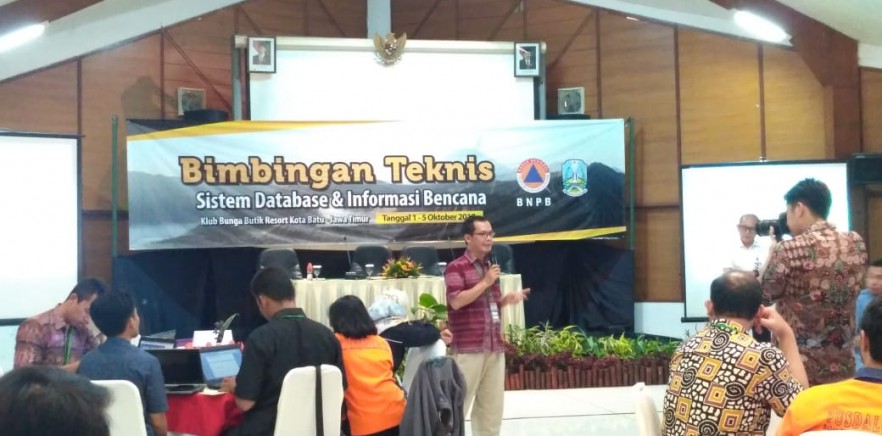 Bimbingan Teknis
Sistem Database & Informasi Bencana
Klub Bunga Butik Resort Kota Batu - Jawa Timur
Tanggal 1 - 5 Oktober
BNPB